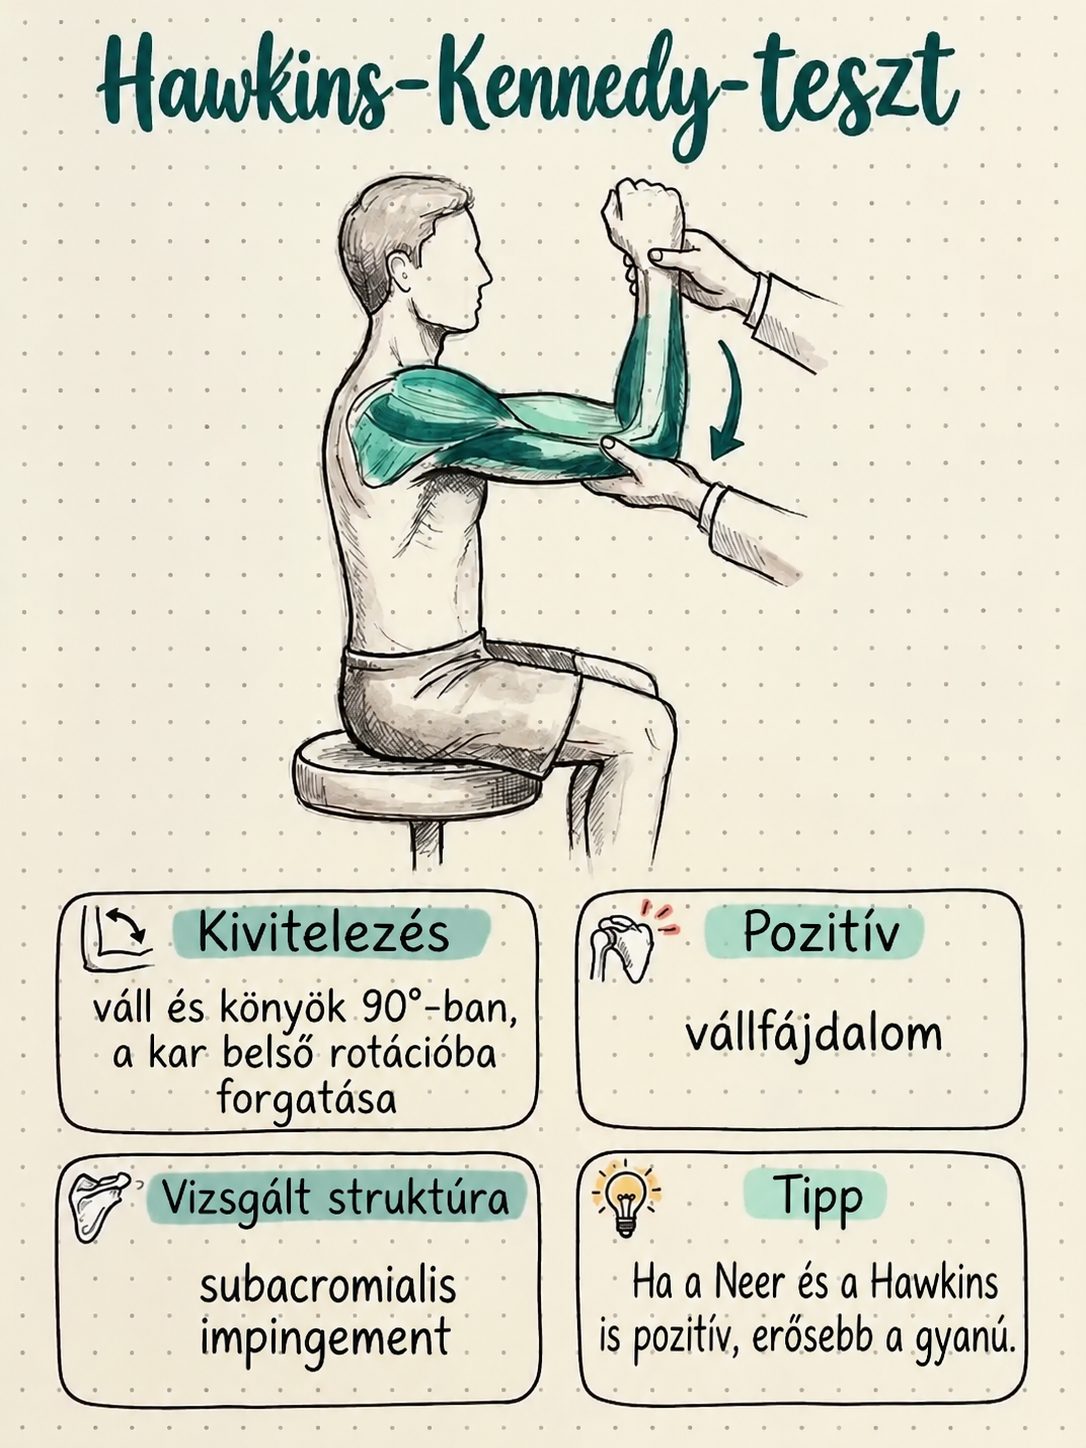 Hawkins-Kennedy-teszt
Kivitelezés
váll és könyök 90°-ban,
a kar belső rotációba
forgatása
Pozitív
vállfájdalom
Vizsgált struktúra
subacromialis
impingement
Tipp
Ha a Neer és a Hawkins
is pozitív, erősebb a gyanú.